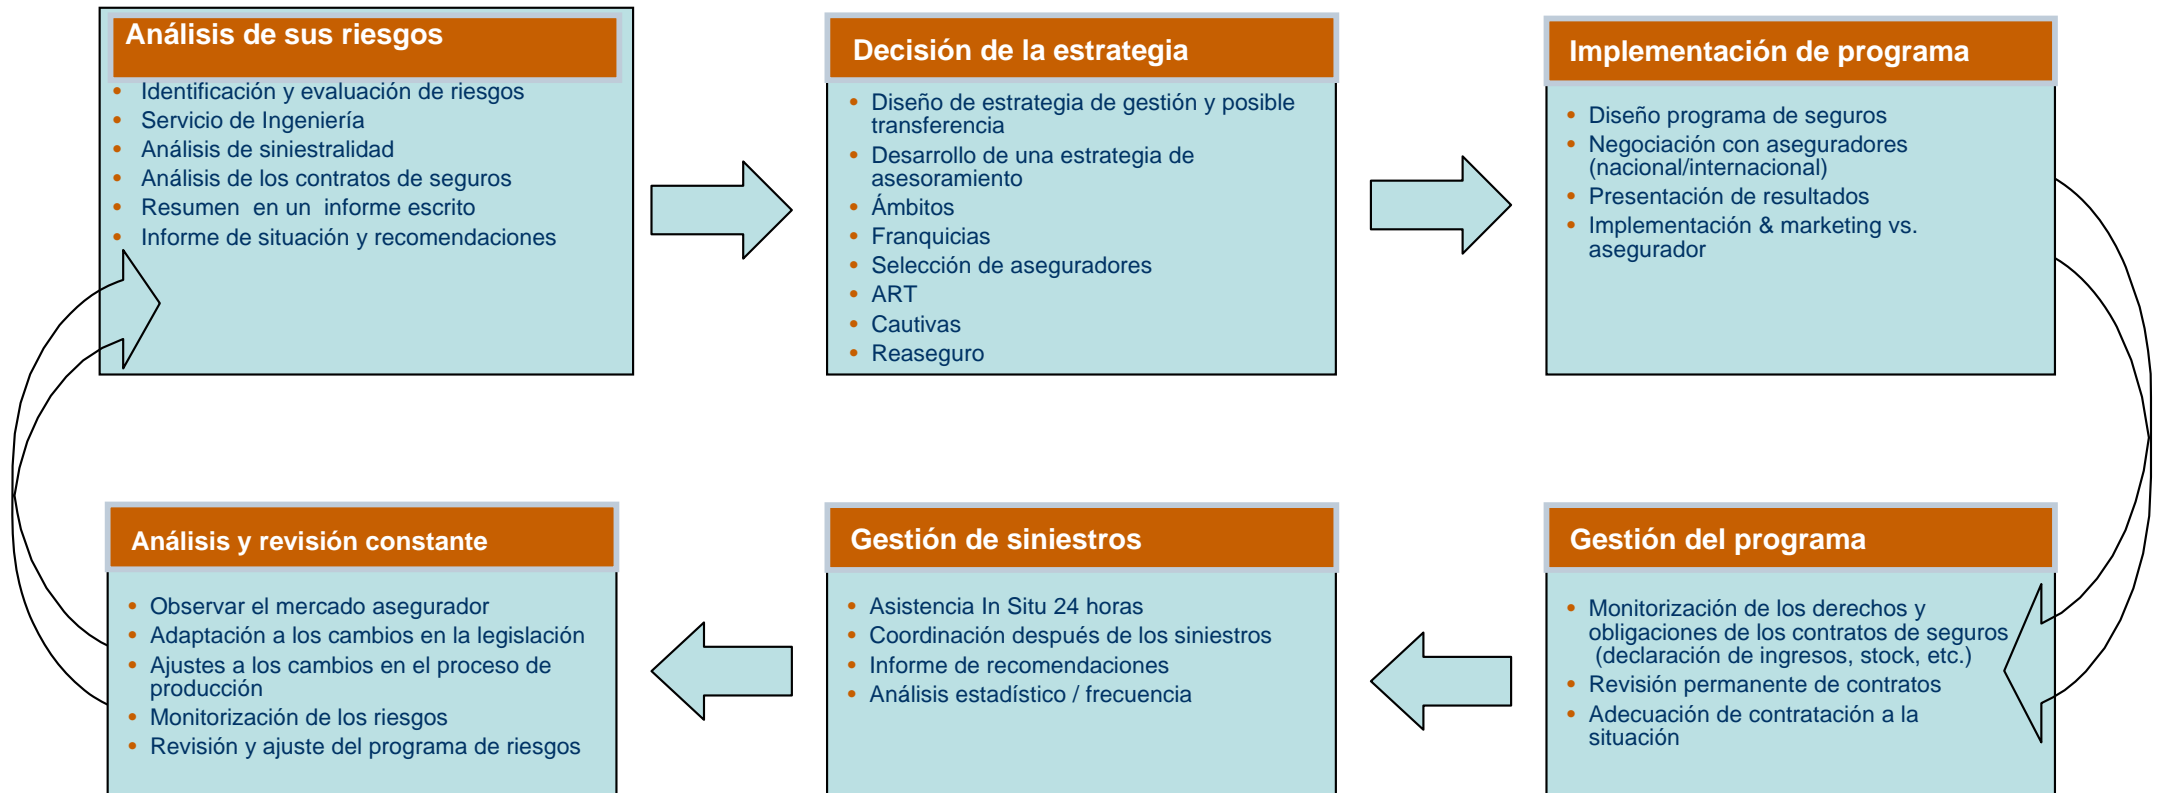 Análisis de sus riesgos
• Identificación y evaluación de riesgos
• Servicio de Ingeniería
• Análisis de siniestralidad
• Análisis de los contratos de seguros
• Resumen en un informe escrito
• Informe de situación y recomendaciones
Decisión de la estrategia
• Diseño de estrategia de gestión y posible
transferencia
• Desarrollo de una estrategia de
asesoramiento
• Ámbitos
• Franquicias
• Selección de aseguradores
• ART
• Cautivas
• Reaseguro
Implementación de programa
• Diseño programa de seguros
• Negociación con aseguradores
(nacional/internacional)
• Presentación de resultados
• Implementación & marketing vs.
asegurador
Análisis y revisión constante
• Observar el mercado asegurador
• Adaptación a los cambios en la legislación
• Ajustes a los cambios en el proceso de
producción
• Monitorización de los riesgos
• Revisión y ajuste del programa de riesgos
Gestión de siniestros
• Asistencia In Situ 24 horas
• Coordinación después de los siniestros
• Informe de recomendaciones
• Análisis estadístico / frecuencia
Gestión del programa
• Monitorización de los derechos y
obligaciones de los contratos de seguros
(declaración de ingresos, stock, etc.)
• Revisión permanente de contratos
• Adecuación de contratación a la
situación